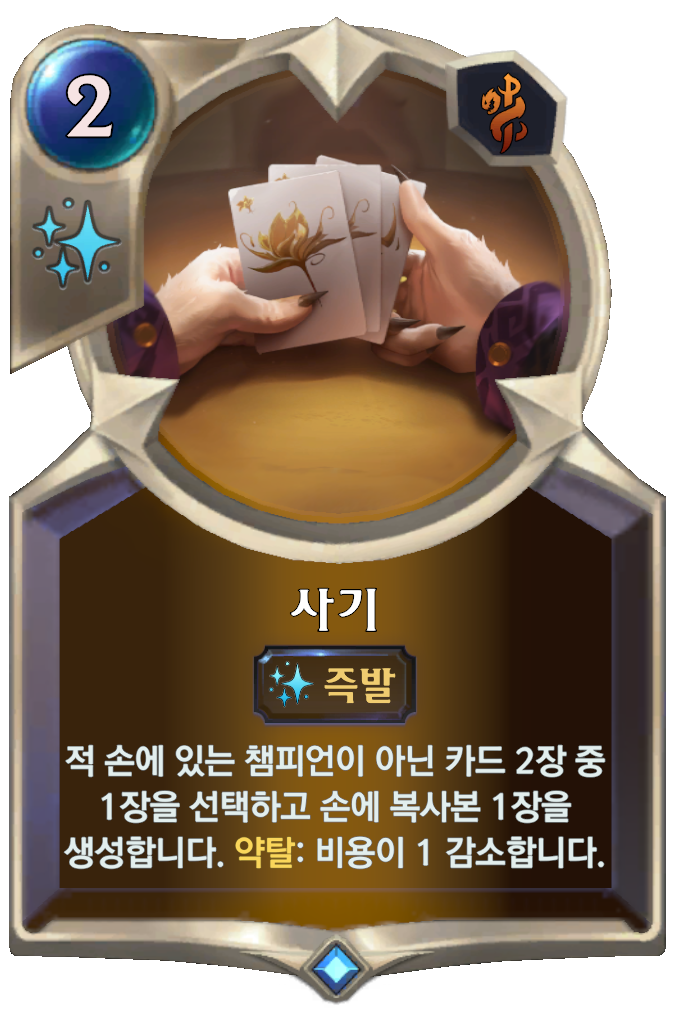 2
사기
즉발
적 손에 있는 챔피언이 아닌 카드 2장 중
1장을 선택하고 손에 복사본 1장을
생성합니다. 약탈: 비용이 1 감소합니다.